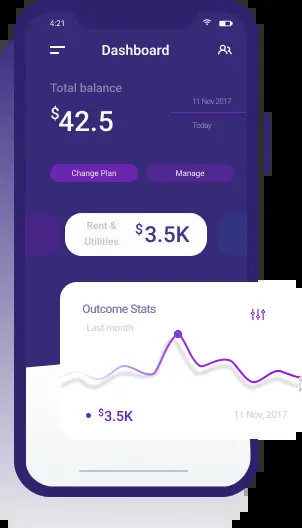 4:21
Dashboard
Total balance
$42.5
11 Nov 2017
Today
Change Plan
Manage
Rent &
Utilities
$3.5K
Outcome Stats
Last month
$3.5K
11 Nov, 2017